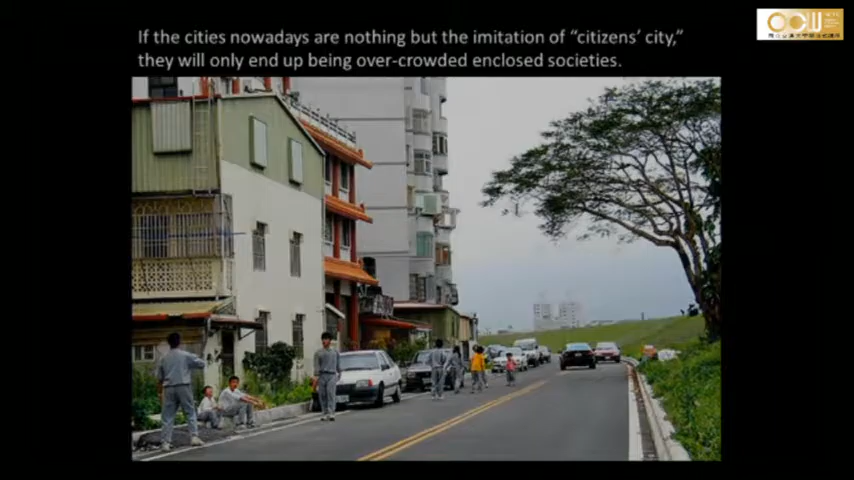 If the cities nowadays are nothing but the imitation of “citizens’ city,”
they will only end up being over-crowded enclosed societies.
OCW